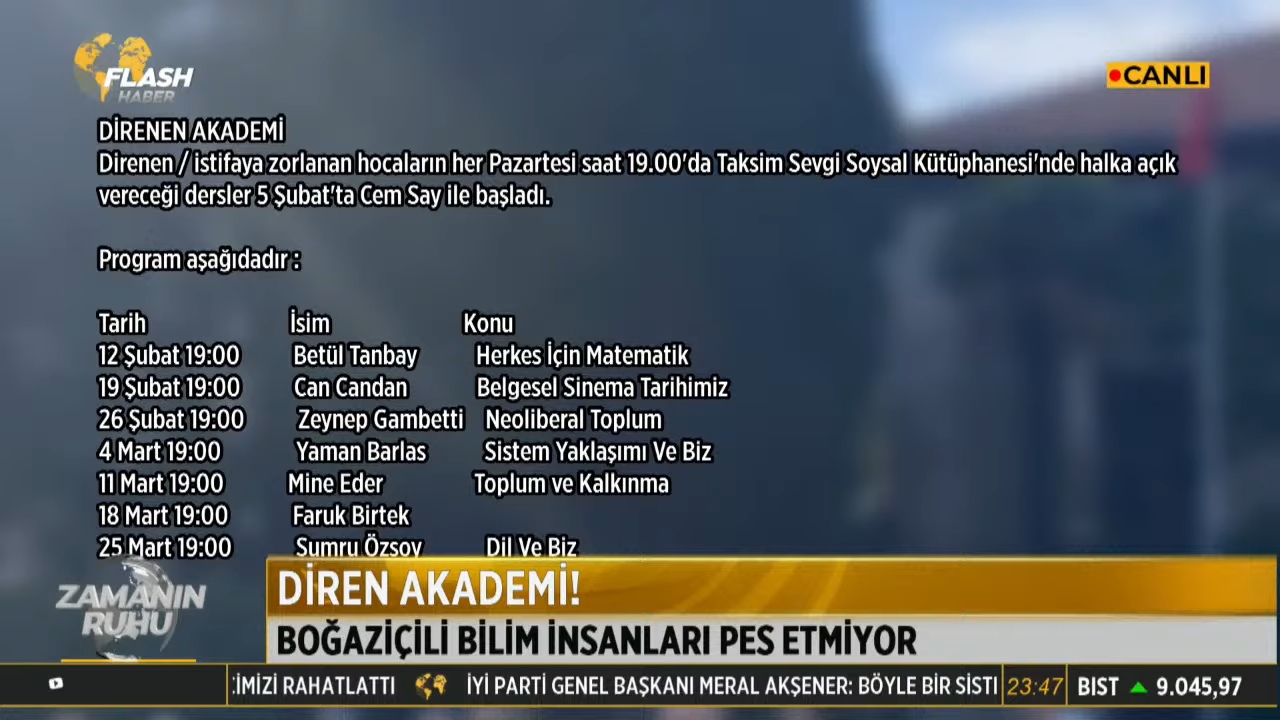 FLASH
HABER
CANLI
DİRENEN AKADEMİ
Direnen / istifaya zorlanan hocaların her Pazartesi saat 19.00'da Taksim Sevgi Soysal Kütüphanesi'nde halka açık
vereceği dersler 5 Şubat'ta Cem Say ile başladı.
Program aşağıdadır :
Tarih İsim Konu
12 Şubat 19:00 Betül Tanbay Herkes İçin Matematik
19 Şubat 19:00 Can Candan Belgesel Sinema Tarihimiz
26 Şubat 19:00 Zeynep Gambetti Neoliberal Toplum
4 Mart 19:00 Yaman Barlas Sistem Yaklaşımı Ve Biz
11 Mart 19:00 Mine Eder Toplum ve Kalkınma
18 Mart 19:00 Faruk Birtek
25 Mart 19:00 Sumru Özsoy Dil Ve Biz
ZAMANIN
RUHU
DİREN AKADEMİ!
BOĞAZİÇİLİ BİLİM İNSANLARI PES ETMİYOR
İMİZİ RAHATLATTI İYİ PARTİ GENEL BAŞKANI MERAL AKŞENER: BÖYLE BİR SİSTİ 23:47 BIST 9.045,97